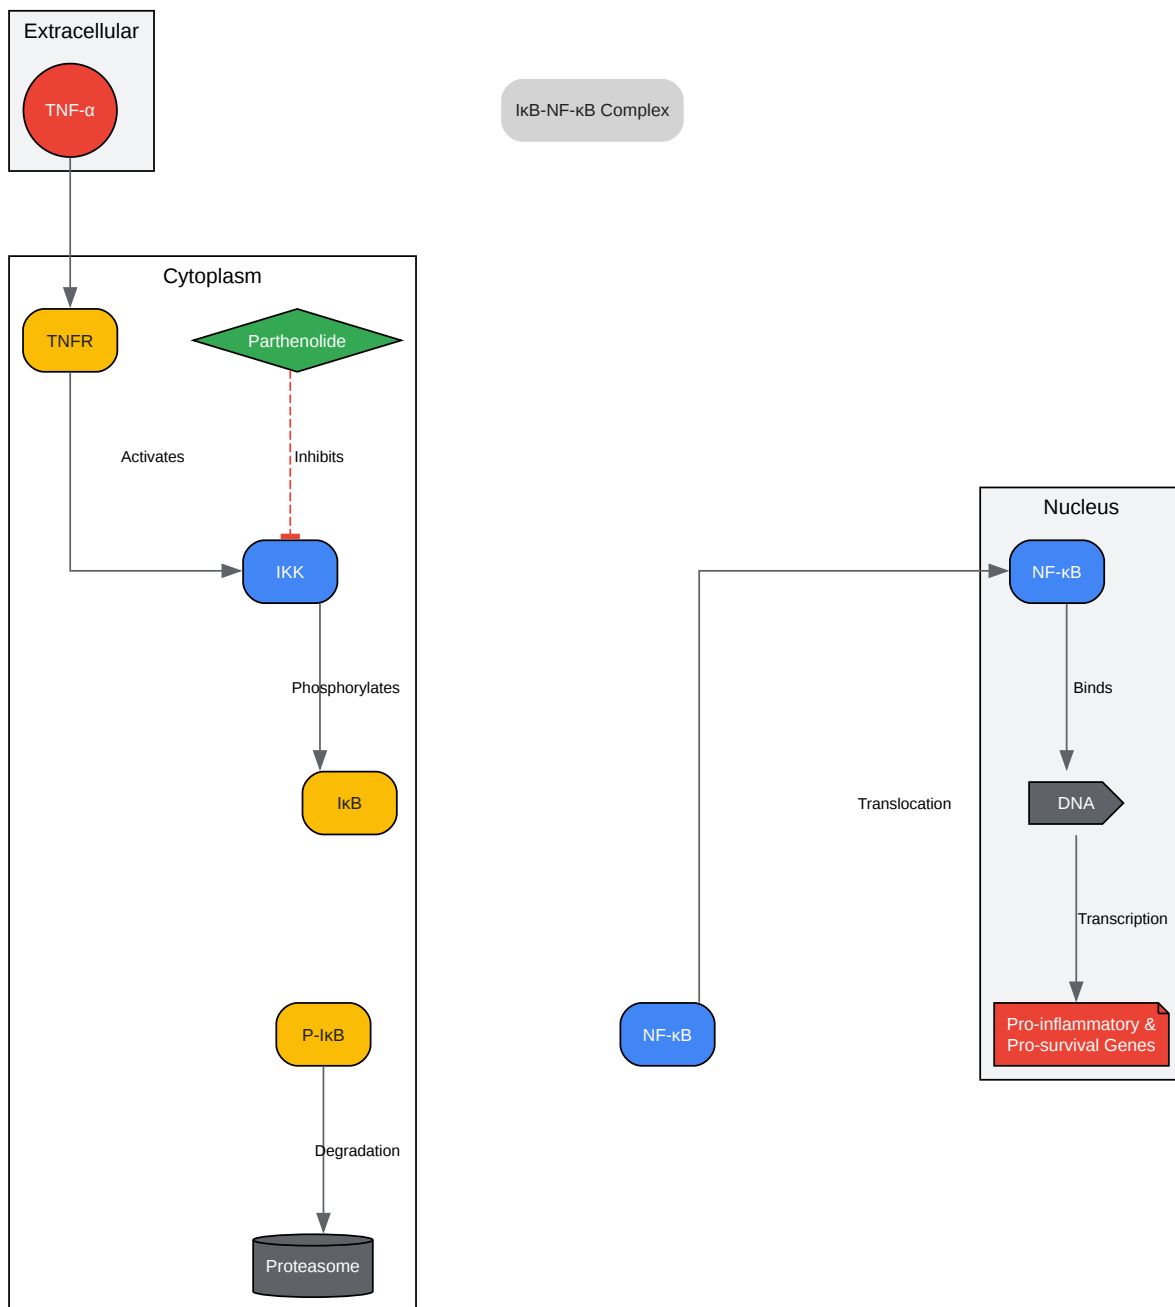 Extracellular
TNF-α
IκB-NF-κB Complex
Cytoplasm
TNFR
Parthenolide
Activates
Inhibits
Nucleus
IKK
NF-κB
Phosphorylates
Binds
IκB
Translocation
DNA
Transcription
P-IκB
NF-κB
Pro-inflammatory &
Pro-survival Genes
Degradation
Proteasome